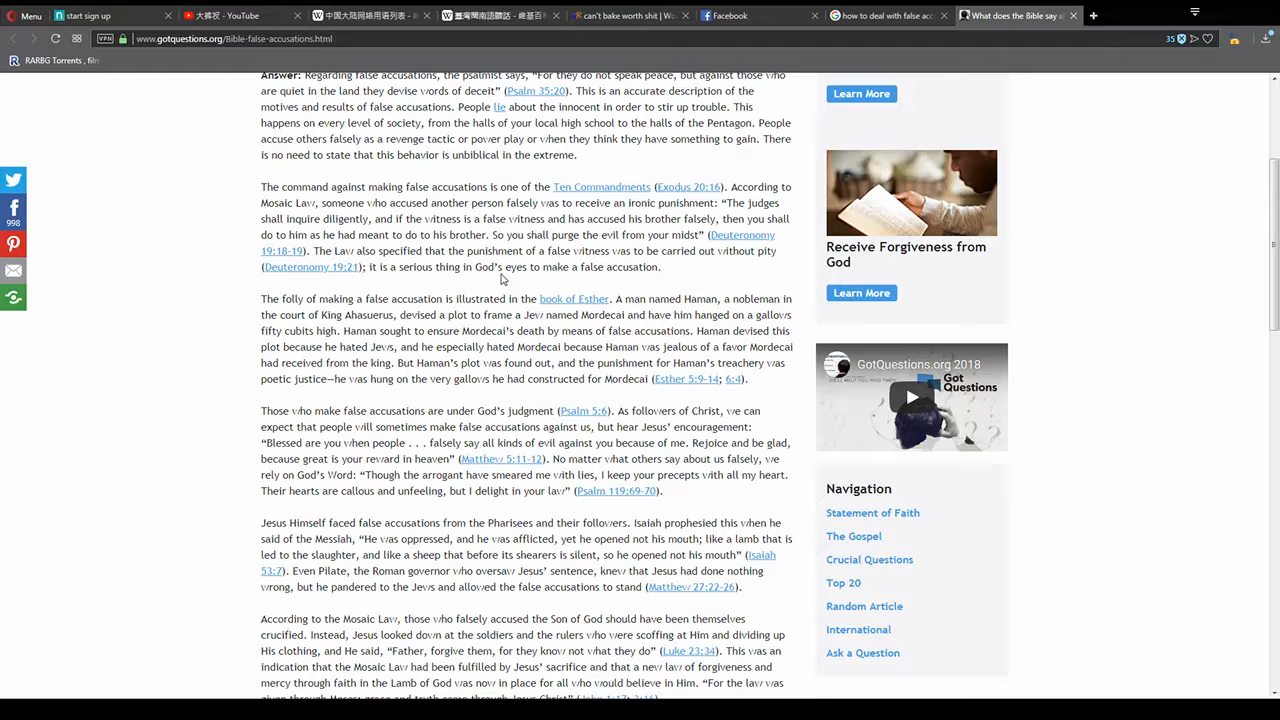 Menu
start sign up
大褲衩 - YouTube
中国大陆网络用语列表 -
臺灣閩南語髒話 - 維基百科
can't bake worth shit | Wo
Facebook
how to deal with false acc
What does the Bible say ab
VPN
www.gotquestions.org/Bible-false-accusations.html
35
RARBG Torrents , film
Answer: Regarding false accusations, the psalmist says, “For they do not speak peace, but against those who
are quiet in the land they devise words of deceit” (Psalm 35:20). This is an accurate description of the
motives and results of false accusations. People lie about the innocent in order to stir up trouble. This
happens on every level of society, from the halls of your local high school to the halls of the Pentagon. People
accuse others falsely as a revenge tactic or power play or when they think they have something to gain. There
is no need to state that this behavior is unbiblical in the extreme.
The command against making false accusations is one of the Ten Commandments (Exodus 20:16). According to
Mosaic Law, someone who accused another person falsely was to receive an ironic punishment: “The judges
shall inquire diligently, and if the witness is a false witness and has accused his brother falsely, then you shall
do to him as he had meant to do to his brother. So you shall purge the evil from your midst” (Deuteronomy
19:18-19). The Law also specified that the punishment of a false witness was to be carried out without pity
(Deuteronomy 19:21); it is a serious thing in God’s eyes to make a false accusation.
The folly of making a false accusation is illustrated in the book of Esther. A man named Haman, a nobleman in
the court of King Ahasuerus, devised a plot to frame a Jew named Mordecai and have him hanged on a gallows
fifty cubits high. Haman sought to ensure Mordecai’s death by means of false accusations. Haman devised this
plot because he hated Jews, and he especially hated Mordecai because Haman was jealous of a favor Mordecai
had received from the king. But Haman’s plot was found out, and the punishment for Haman’s treachery was
poetic justice—he was hung on the very gallows he had constructed for Mordecai (Esther 5:9-14; 6:4).
Those who make false accusations are under God’s judgment (Psalm 5:6). As followers of Christ, we can
expect that people will sometimes make false accusations against us, but hear Jesus’ encouragement:
“Blessed are you when people . . . falsely say all kinds of evil against you because of me. Rejoice and be glad,
because great is your reward in heaven” (Matthew 5:11-12). No matter what others say about us falsely, we
rely on God’s Word: “Though the arrogant have smeared me with lies, I keep your precepts with all my heart.
Their hearts are callous and unfeeling, but I delight in your law” (Psalm 119:69-70).
Jesus Himself faced false accusations from the Pharisees and their followers. Isaiah prophesied this when he
said of the Messiah, “He was oppressed, and he was afflicted, yet he opened not his mouth; like a lamb that is
led to the slaughter, and like a sheep that before its shearers is silent, so he opened not his mouth” (Isaiah
53:7). Even Pilate, the Roman governor who oversaw Jesus’ sentence, knew that Jesus had done nothing
wrong, but he pandered to the Jews and allowed the false accusations to stand (Matthew 27:22-26).
According to the Mosaic Law, those who falsely accused the Son of God should have been themselves
crucified. Instead, Jesus looked down at the soldiers and the rulers who were scoffing at Him and dividing up
His clothing, and He said, “Father, forgive them, for they know not what they do” (Luke 23:34). This was an
indication that the Mosaic Law had been fulfilled by Jesus’ sacrifice and that a new law of forgiveness and
mercy through faith in the Lamb of God was now in place for all who would believe in Him. “For the law was
given through Moses; grace and truth came through Jesus Christ” (John 1:17; 3:16).
998
Learn More
Receive Forgiveness from
God
Learn More
GotQuestions.org 2018
Got
Questions
Navigation
Statement of Faith
The Gospel
Crucial Questions
Top 20
Random Article
International
Ask a Question